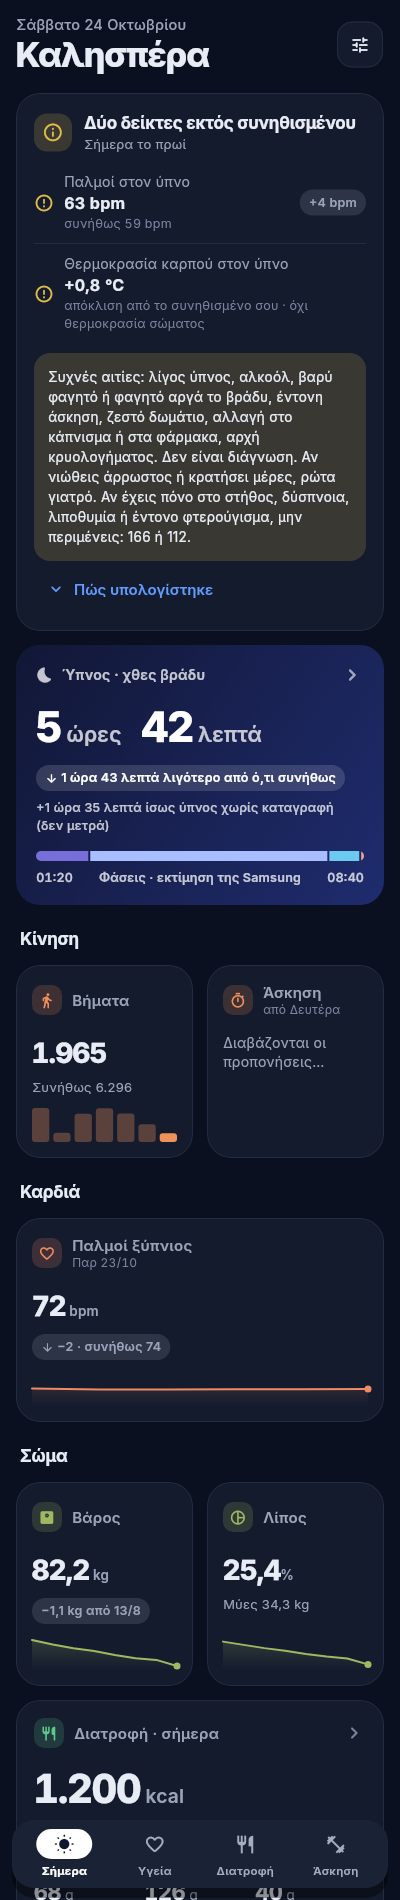 Σάββατο 24 Οκτωβρίου
Καλησπέρα
Δύο δείκτες εκτός συνηθισμένου
Σήμερα το πρωί
Παλμοί στον ύπνο
63 bpm
συνήθως 59 bpm
+4 bpm
Θερμοκρασία καρπού στον ύπνο
+0,8 °C
απόκλιση από το συνηθισμένο σου · όχι
θερμοκρασία σώματος
Συχνές αιτίες: λίγος ύπνος, αλκοόλ, βαρύ
φαγητό ή φαγητό αργά το βράδυ, έντονη
άσκηση, ζεστό δωμάτιο, αλλαγή στο
κάπνισμα ή στα φάρμακα, αρχή
κρυολογήματος. Δεν είναι διάγνωση. Αν
νιώθεις άρρωστος ή κρατήσει μέρες, ρώτα
γιατρό. Αν έχεις πόνο στο στήθος, δύσπνοια,
λιποθυμία ή έντονο φτερούγισμα, μην
περιμένεις: 166 ή 112.
Πώς υπολογίστηκε
Ύπνος · χθες βράδυ
5 ώρες 42 λεπτά
↓ 1 ώρα 43 λεπτά λιγότερο από ό,τι συνήθως
+1 ώρα 35 λεπτά ίσως ύπνος χωρίς καταγραφή
(δεν μετρά)
01:20 Φάσεις · εκτίμηση της Samsung 08:40
Κίνηση
Βήματα
1.965
Συνήθως 6.296
Άσκηση
από Δευτέρα
Διαβάζονται οι
προπονήσεις...
Καρδιά
Παλμοί ξύπνιος
Παρ 23/10
72 bpm
↓ −2 · συνήθως 74
Σώμα
Βάρος
82,2 kg
−1,1 kg από 13/8
Λίπος
25,4%
Μύες 34,3 kg
Διατροφή · σήμερα
1.200 kcal
Σήμερα Υγεία Διατροφή Άσκηση
68 g 126 g 40 g